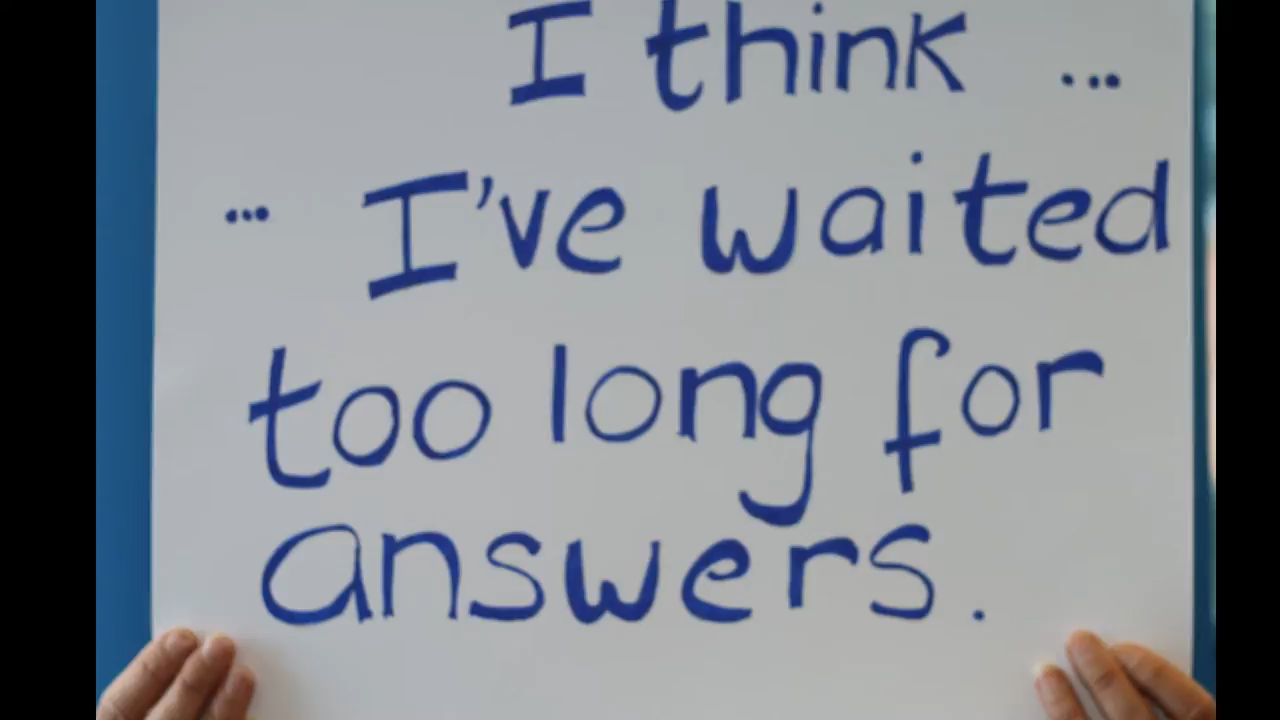 I think ...
... I've waited
too long for
answers.